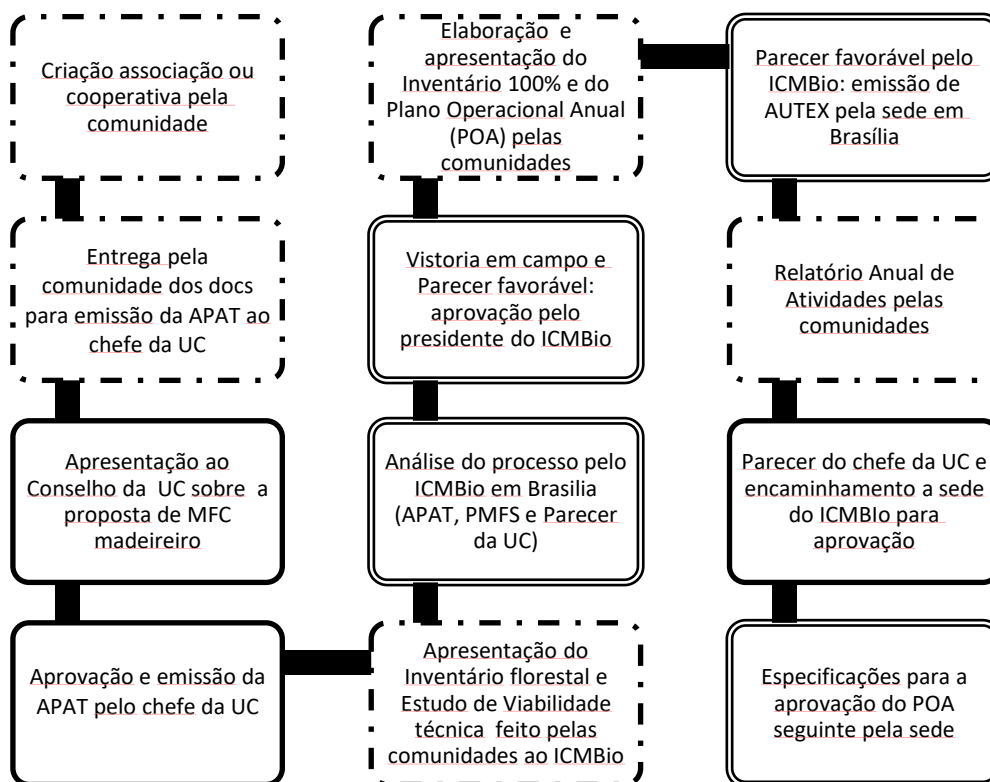 Criação associação ou
cooperativa pela
comunidade
Entrega pela
comunidade dos docs
para emissão da APAT ao
chefe da UC
Apresentação ao
Conselho da UC sobre a
proposta de MFC
madeireiro
Aprovação e emissão da
APAT pelo chefe da UC
Apresentação do
Inventário florestal e
Estudo de Viabilidade
técnica feito pelas
comunidades ao ICMBio
Análise do processo pelo
ICMBio em Brasilia
(APAT, PMFS e Parecer
da UC)
Vistoria em campo e
Parecer favorável:
aprovação pelo
presidente do ICMBio
Elaboração e
apresentação do
Inventário 100% e do
Plano Operacional Anual
(POA) pelas
comunidades
Parecer favorável pelo
ICMBio: emissão de
AUTEX pela sede em
Brasília
Relatório Anual de
Atividades pelas
comunidades
Parecer do chefe da UC e
encaminhamento a sede
do ICMBIo para
aprovação
Especificações para a
aprovação do POA
seguinte pela sede